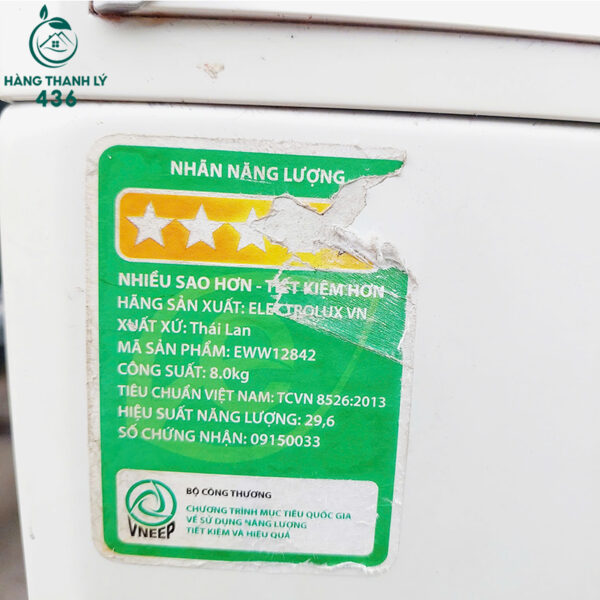 HÀNG THANH LÝ
436
NHÃN NĂNG LƯỢNG
NHIỀU SAO HƠN - TIẾT KIỆM HƠN
HÃNG SẢN XUẤT: ELECTROLUX VN
XUẤT XỨ: Thái Lan
MÃ SẢN PHẨM: EWW12842
CÔNG SUẤT: 8.0kg
TIÊU CHUẨN VIỆT NAM: TCVN 8526:2013
HIỆU SUẤT NĂNG LƯỢNG: 29,6
SỐ CHỨNG NHẬN: 09150033
BỘ CÔNG THƯƠNG
CHƯƠNG TRÌNH MỤC TIÊU QUỐC GIA
VỀ SỬ DỤNG NĂNG LƯỢNG
TIẾT KIỆM VÀ HIỆU QUẢ
VNEEP